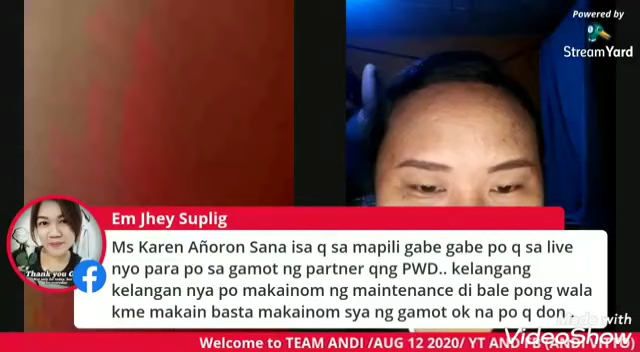 Powered by
StreamYard
Em Jhey Suplig
Ms Karen Añoron Sana isa q sa mapili gabe gabe po q sa live
nyo para po sa gamot ng partner qng PWD.. kelangang
kelangan nya po makainom ng maintenance di bale pong wala
kme makain basta makainom sya ng gamot ok na po q don .
Thank you
Made with
VideoShow
Welcome to TEAM ANDI /AUG 12 2020/ YT AND FB (ANDI VITUG)